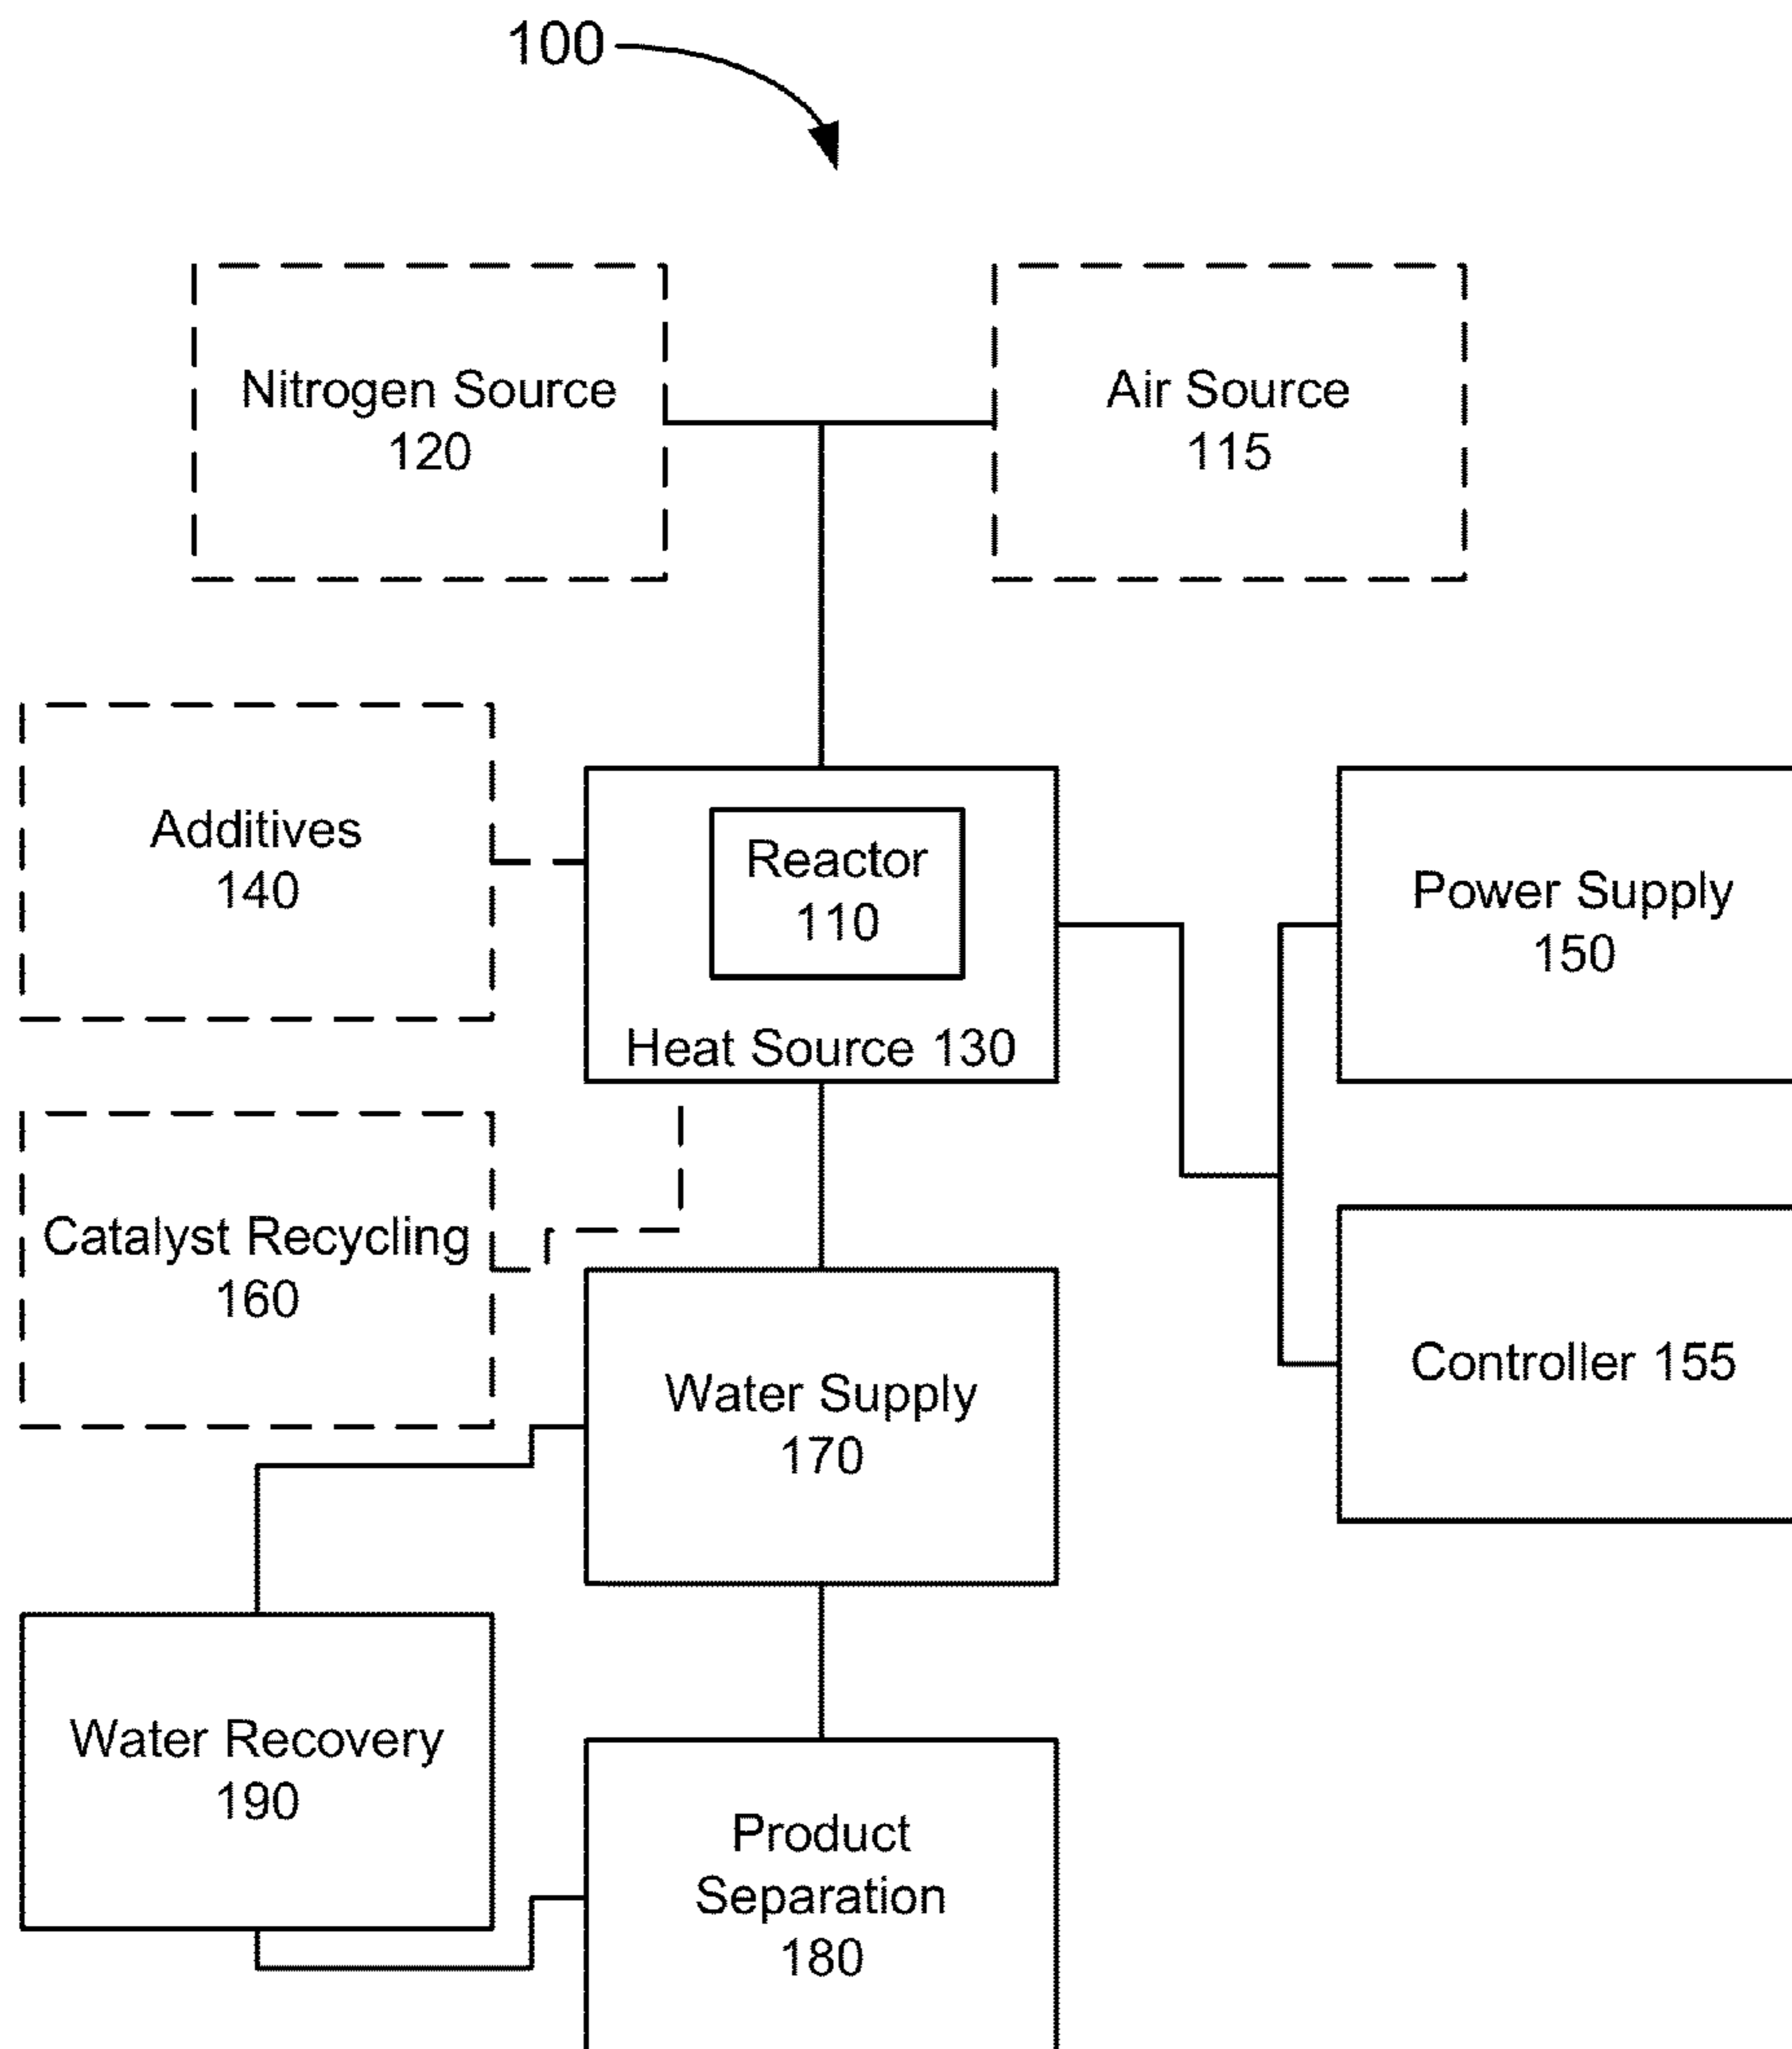 100
Nitrogen Source
120
Air Source
115
Additives
140
Reactor
110
Heat Source 130
Power Supply
150
Catalyst Recycling
160
Water Supply
170
Controller 155
Water Recovery
190
Product
Separation
180